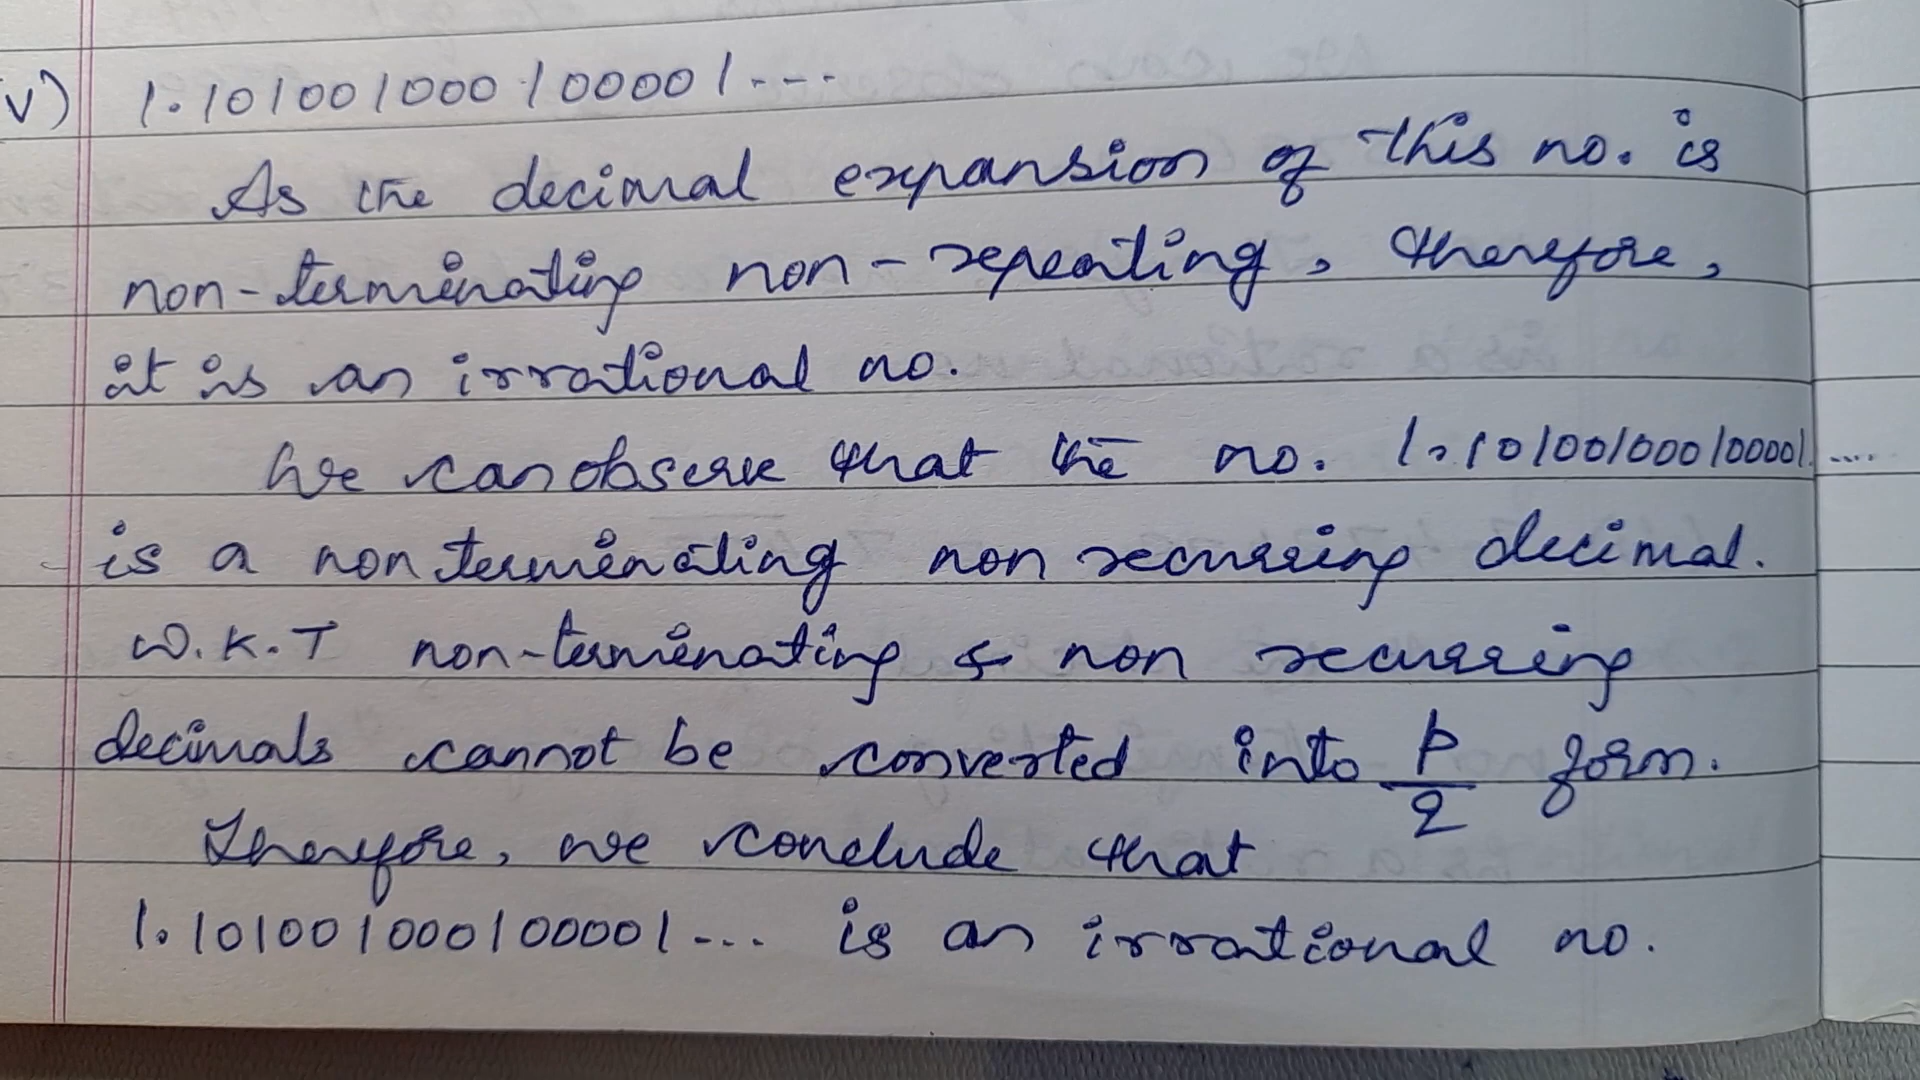 v) 1.101001000100001...
As the decimal expansion of this no. is
non-terminating non-repeating, therefore,
it is an irrational no.
We can observe that the no. 1.101001000100001....
is a non terminating non recurring decimal.
W.K.T non-terminating & non recurring
decimals cannot be converted into p/q form.
Therefore, we conclude that
1.101001000100001... is an irrational no.